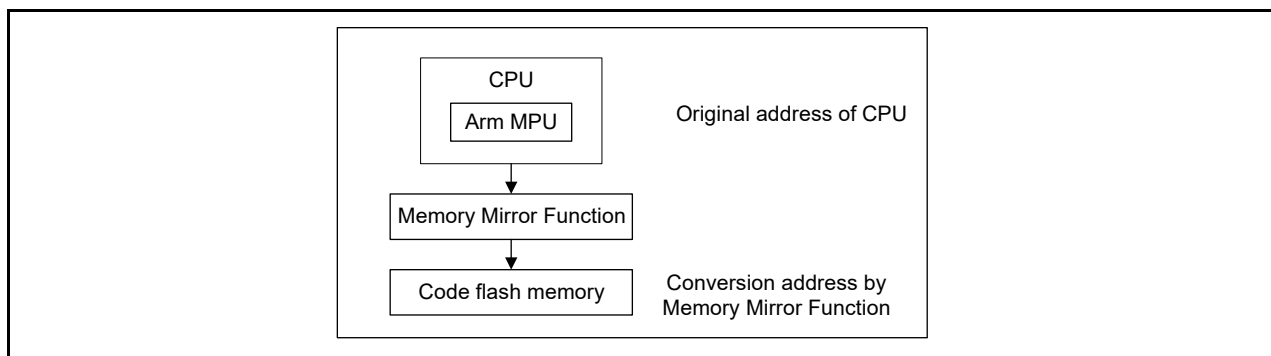 CPU
Arm MPU
Original address of CPU
Memory Mirror Function
Code flash memory
Conversion address by
Memory Mirror Function